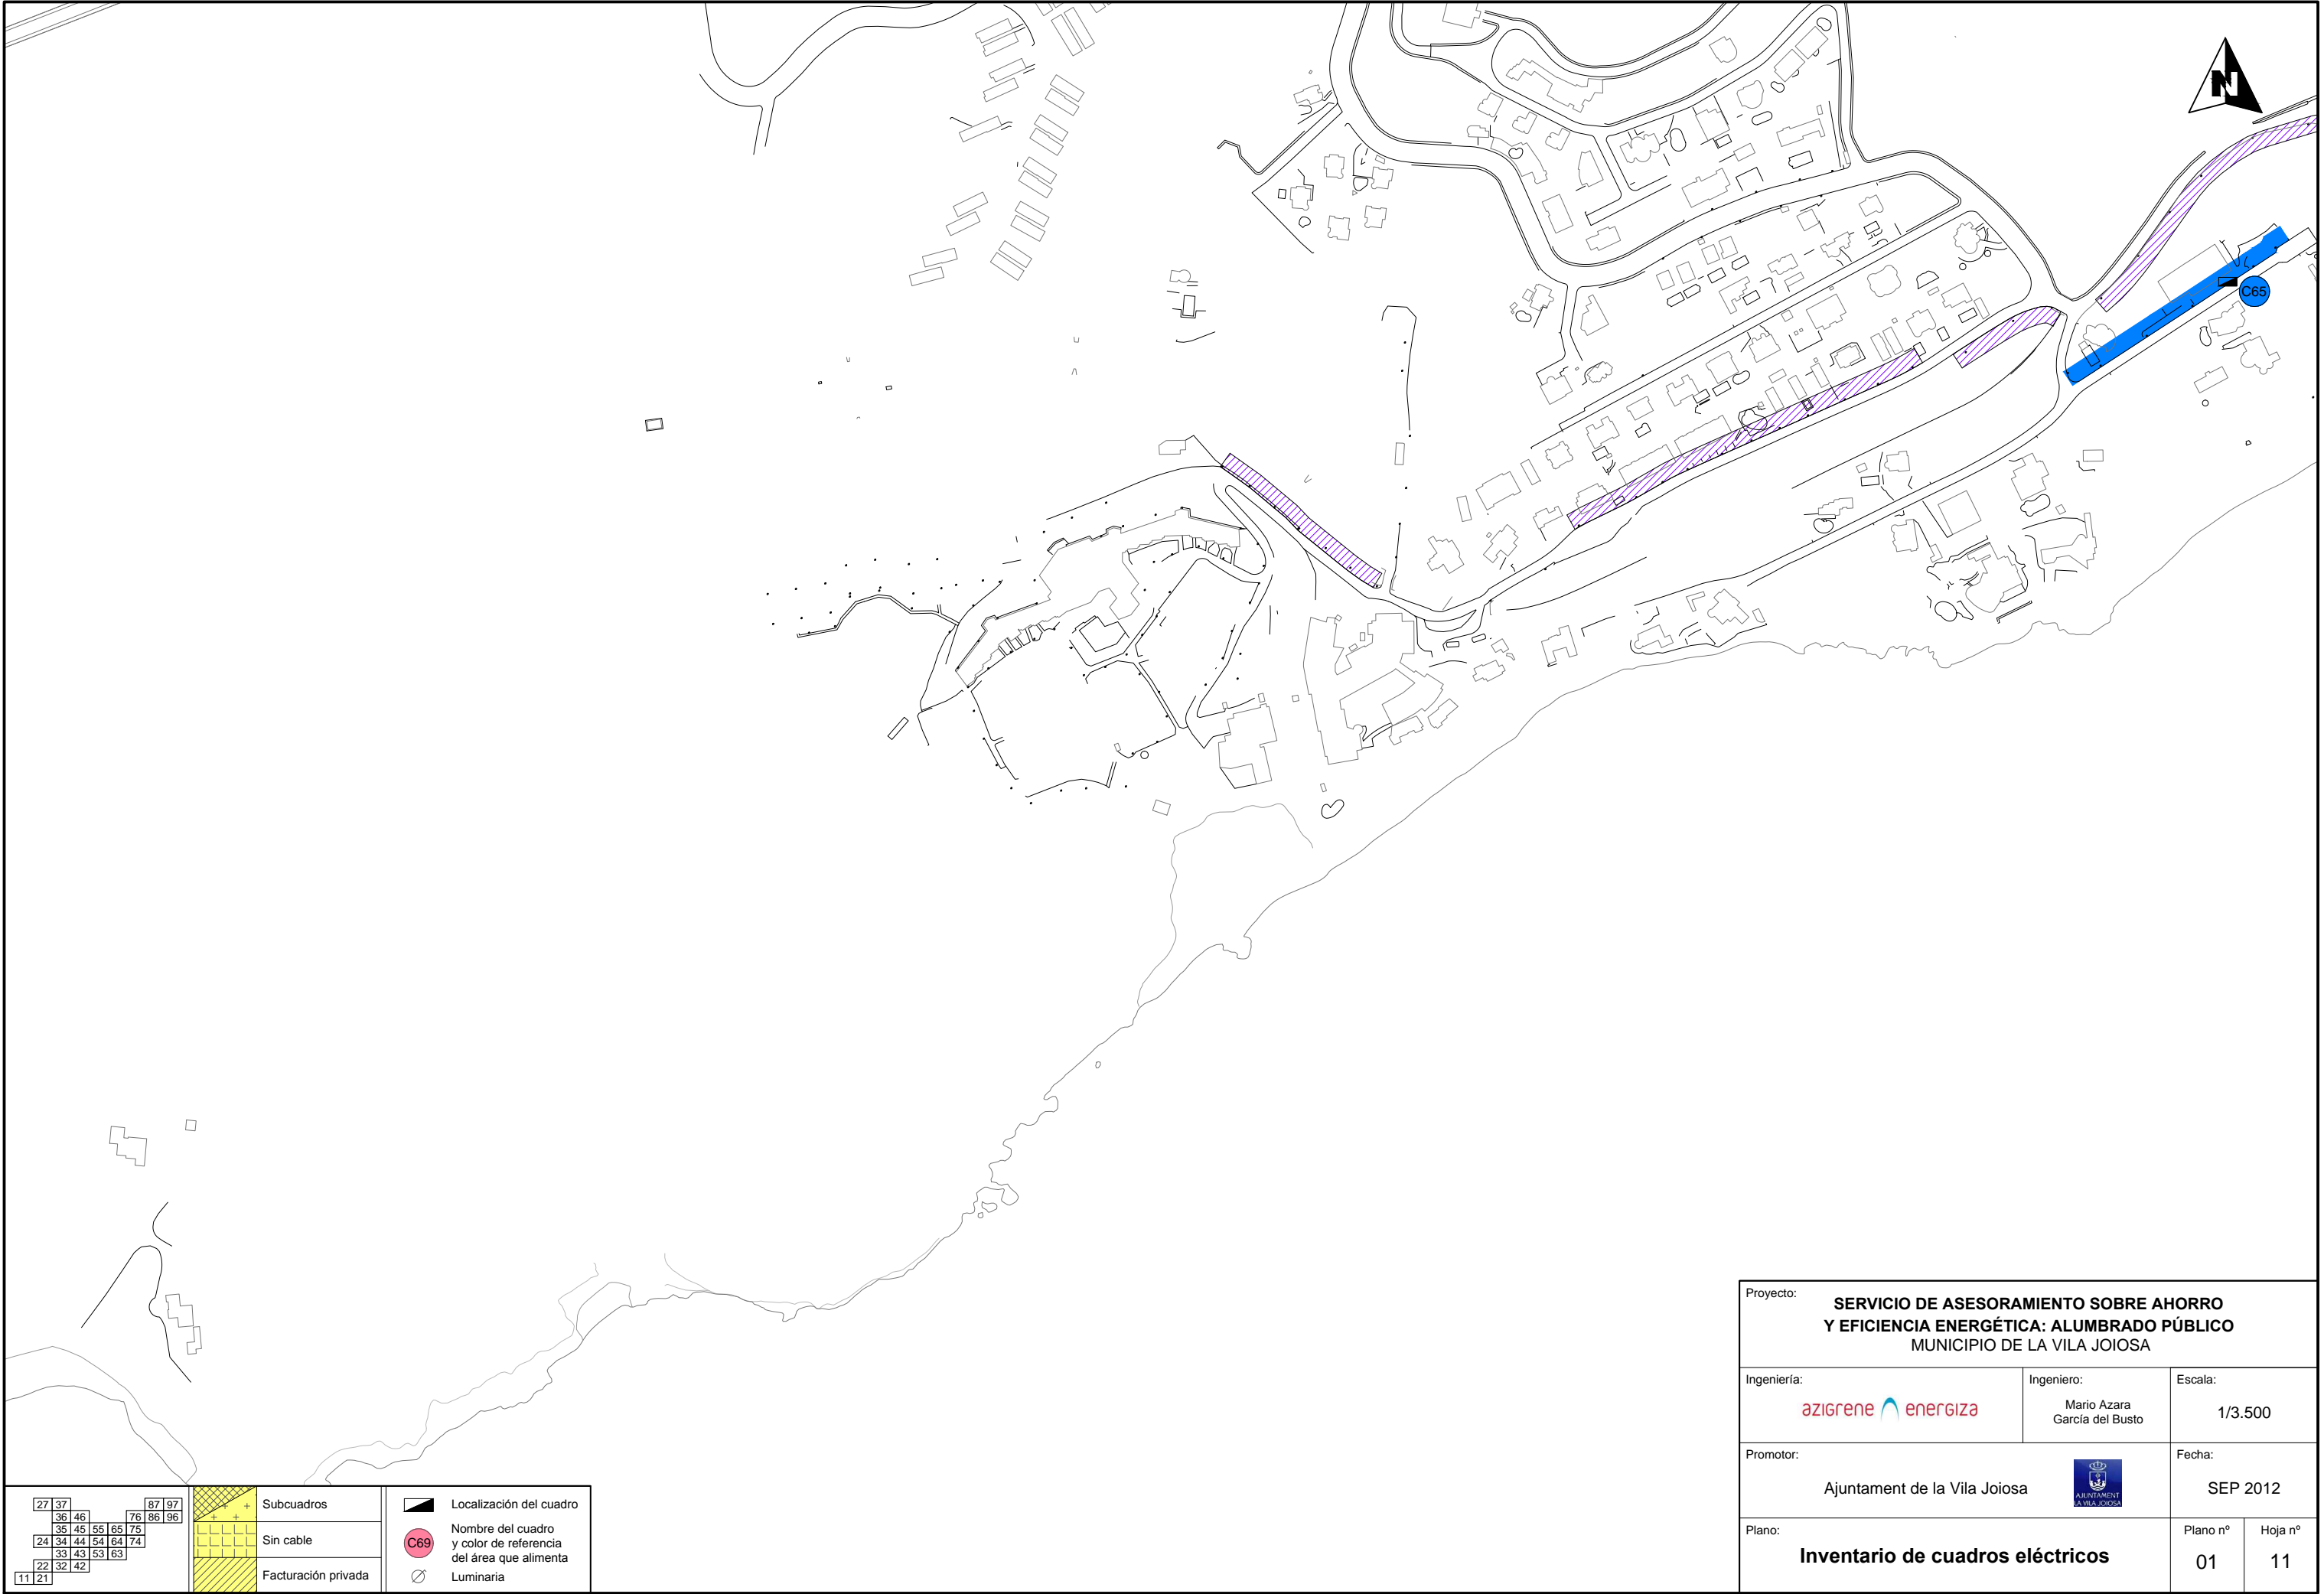 N
C65
Proyecto:
SERVICIO DE ASESORAMIENTO SOBRE AHORRO
Y EFICIENCIA ENERGÉTICA: ALUMBRADO PÚBLICO
MUNICIPIO DE LA VILA JOIOSA
Ingeniería:
azigrene energiza
Ingeniero:
Mario Azara
García del Busto
Escala:
1/3.500
Promotor:
Ajuntament de la Vila Joiosa
AJUNTAMENT
LA VILA JOIOSA
Fecha:
SEP 2012
Plano:
Inventario de cuadros eléctricos
Plano nº
01
Hoja nº
11
27 37 87 97
36 46 76 86 96
35 45 55 65 75
24 34 44 54 64 74
33 43 53 63
22 32 42
11 21
Subcuadros
Sin cable
Facturación privada
Localización del cuadro
C69
Nombre del cuadro
y color de referencia
del área que alimenta
Luminaria